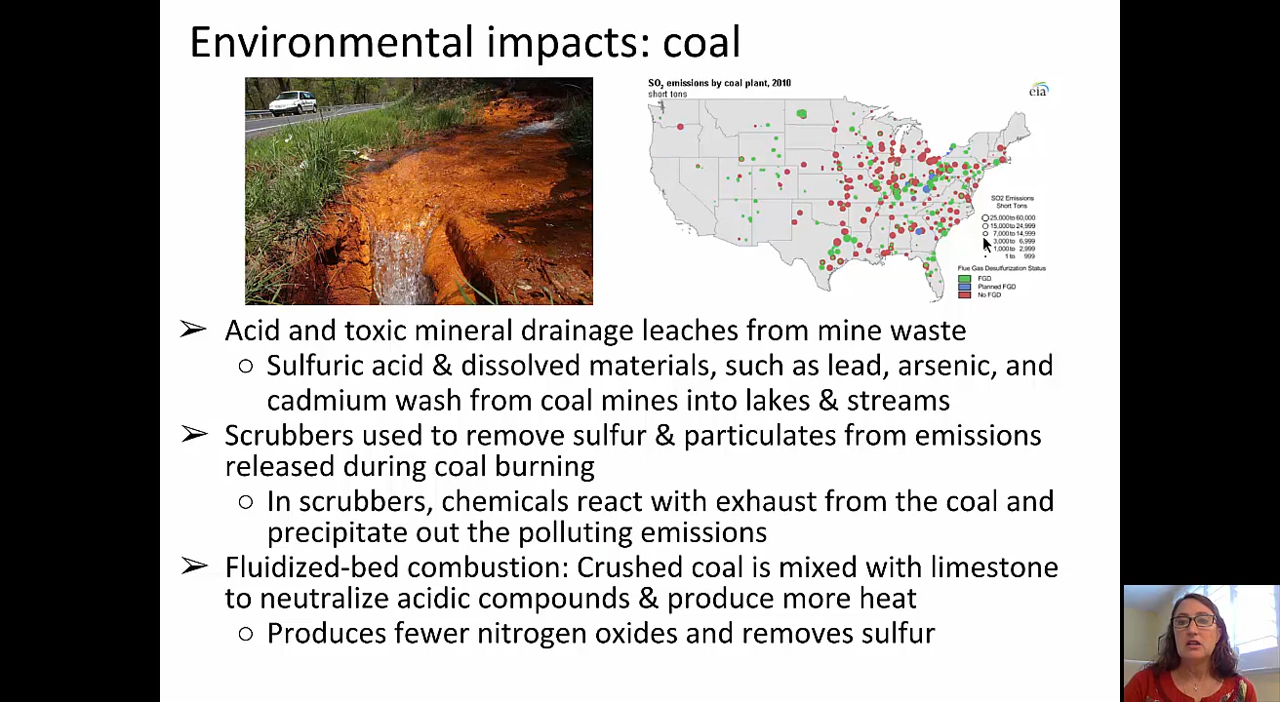 Environmental impacts: coal
SO₂ emissions by coal plant, 2010
short tons
eia
SO2 Emissions
Short Tons
25,000 to 60,000
15,000 to 24,999
7,000 to 14,999
3,000 to 6,999
1,000 to 2,999
1 to 999
Flue Gas Desulfurization Status
FGD
Planned FGD
No FGD
➢ Acid and toxic mineral drainage leaches from mine waste
○ Sulfuric acid & dissolved materials, such as lead, arsenic, and
cadmium wash from coal mines into lakes & streams
➢ Scrubbers used to remove sulfur & particulates from emissions
released during coal burning
○ In scrubbers, chemicals react with exhaust from the coal and
precipitate out the polluting emissions
➢ Fluidized-bed combustion: Crushed coal is mixed with limestone
to neutralize acidic compounds & produce more heat
○ Produces fewer nitrogen oxides and removes sulfur